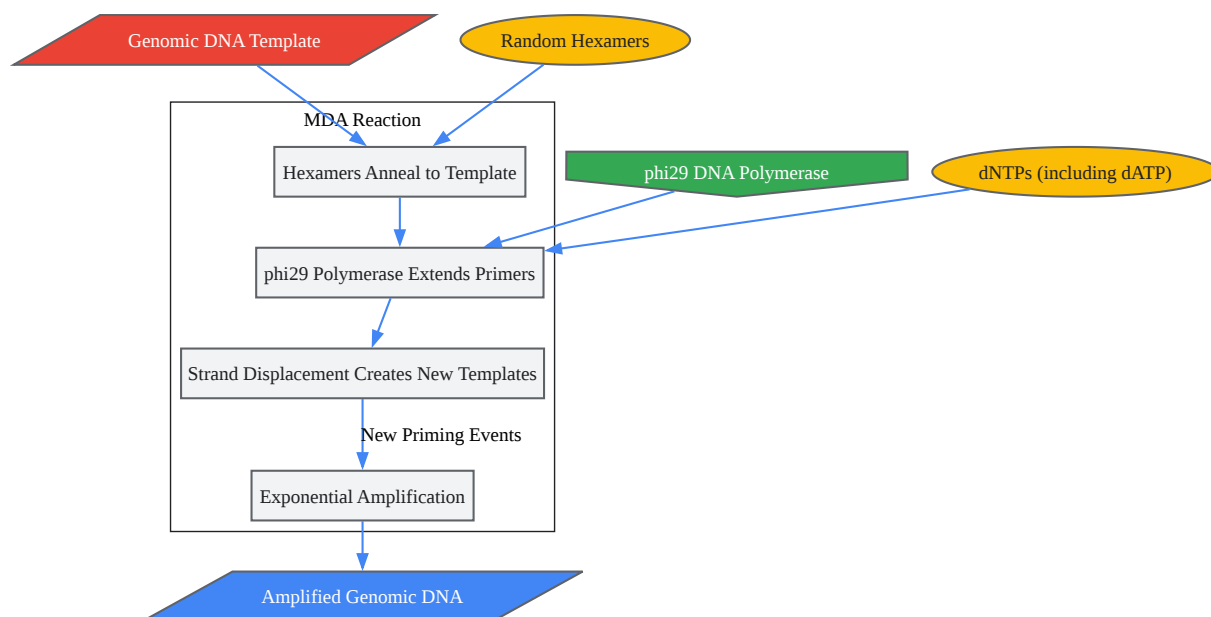 Genomic DNA Template
Random Hexamers
MDA Reaction
Hexamers Anneal to Template
phi29 DNA Polymerase
dNTPs (including dATP)
phi29 Polymerase Extends Primers
Strand Displacement Creates New Templates
New Priming Events
Exponential Amplification
Amplified Genomic DNA